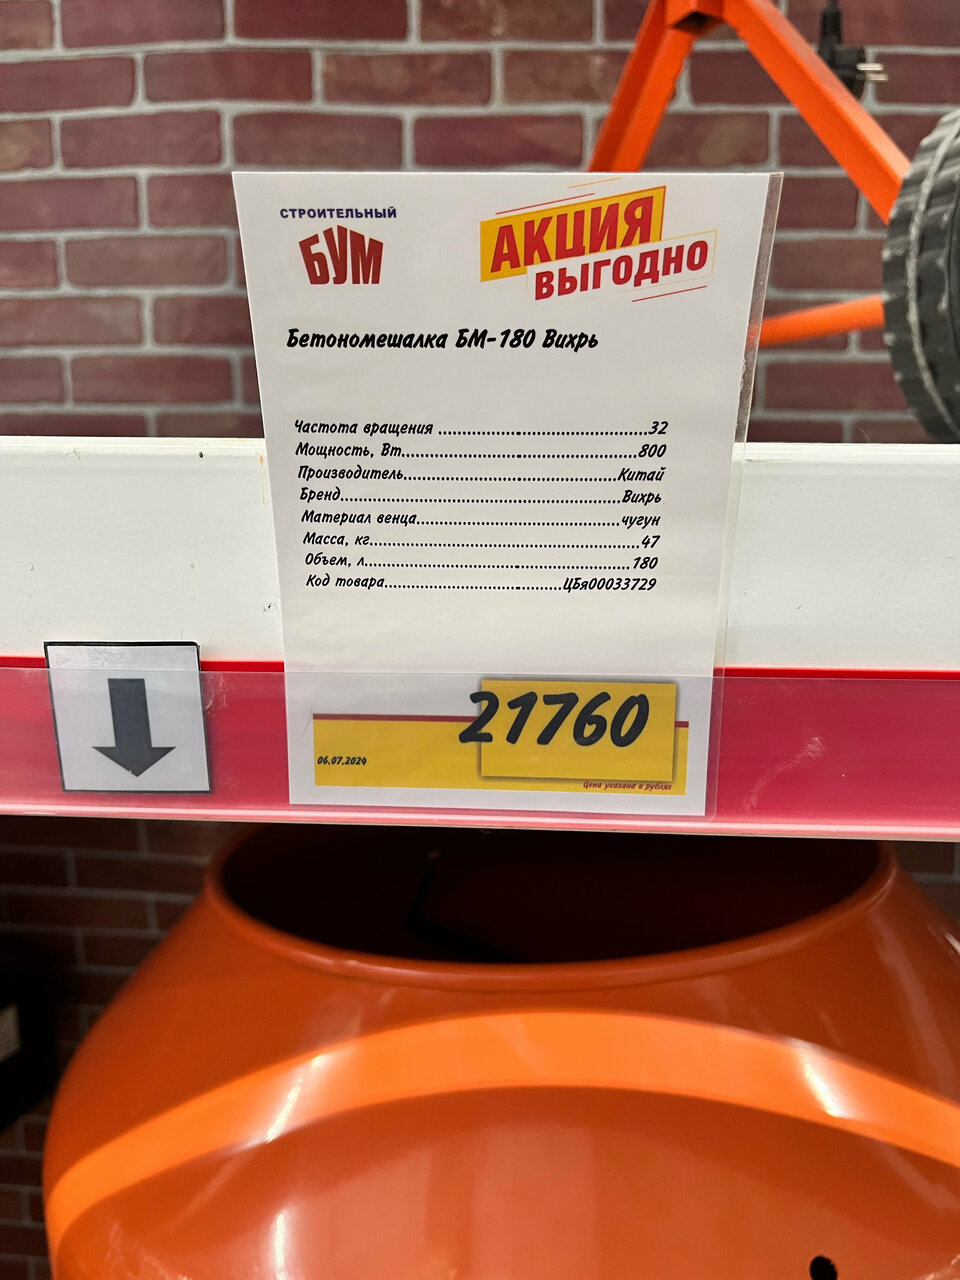 СТРОИТЕЛЬНЫЙ
БУМ
АКЦИЯ
ВЫГОДНО
Бетономешалка БМ-180 Вихрь
Частота вращения ........................................32
Мощность, Вт.............................................800
Производитель........................................Китай
Бренд....................................................Вихрь
Материал венца......................................чугун
Масса, кг..................................................47
Объем, л.................................................180
Код товара.................................ЦБя00033729
21760
06.07.2024
Цена указана в рублях